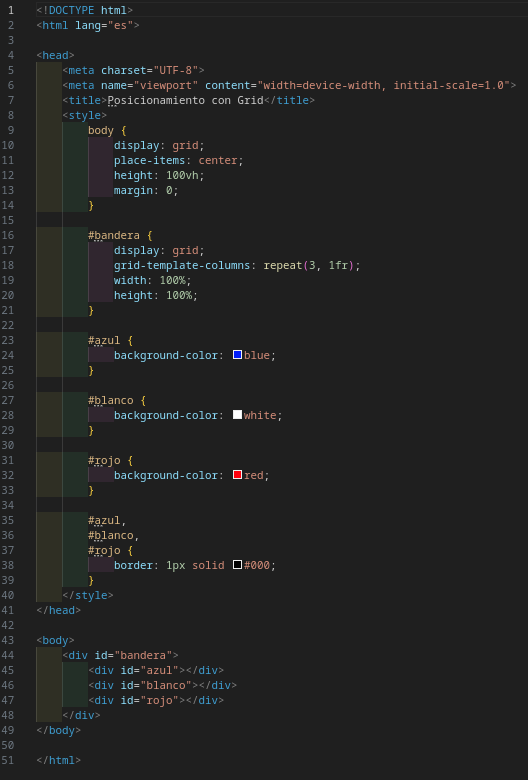 1 <!DOCTYPE html>
2 <html lang="es">
3
4 <head>
5     <meta charset="UTF-8">
6     <meta name="viewport" content="width=device-width, initial-scale=1.0">
7     <title>Posicionamiento con Grid</title>
8     <style>
9         body {
10             display: grid;
11             place-items: center;
12             height: 100vh;
13             margin: 0;
14         }
15
16         #bandera {
17             display: grid;
18             grid-template-columns: repeat(3, 1fr);
19             width: 100%;
20             height: 100%;
21         }
22
23         #azul {
24             background-color: blue;
25         }
26
27         #blanco {
28             background-color: white;
29         }
30
31         #rojo {
32             background-color: red;
33         }
34
35         #azul,
36         #blanco,
37         #rojo {
38             border: 1px solid #000;
39         }
40     </style>
41 </head>
42
43 <body>
44     <div id="bandera">
45         <div id="azul"></div>
46         <div id="blanco"></div>
47         <div id="rojo"></div>
48     </div>
49 </body>
50
51 </html>